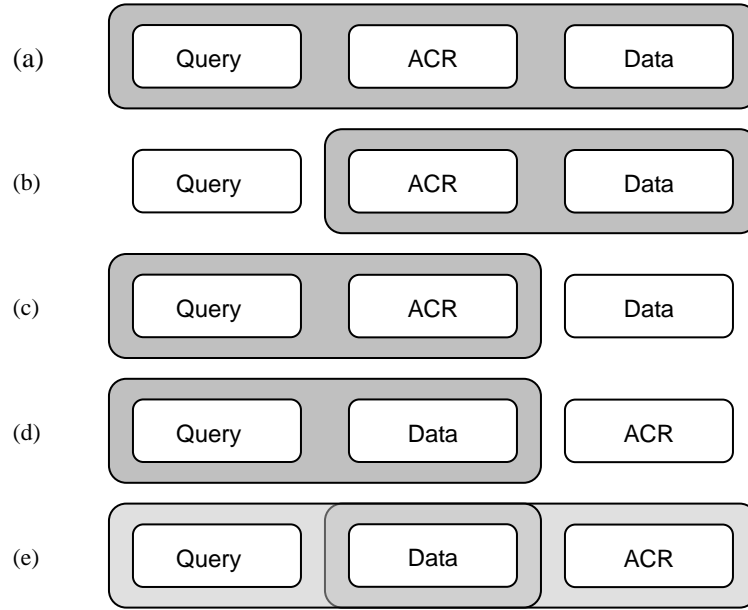 (a) Query ACR Data
(b) Query ACR Data
(c) Query ACR Data
(d) Query Data ACR
(e) Query Data ACR